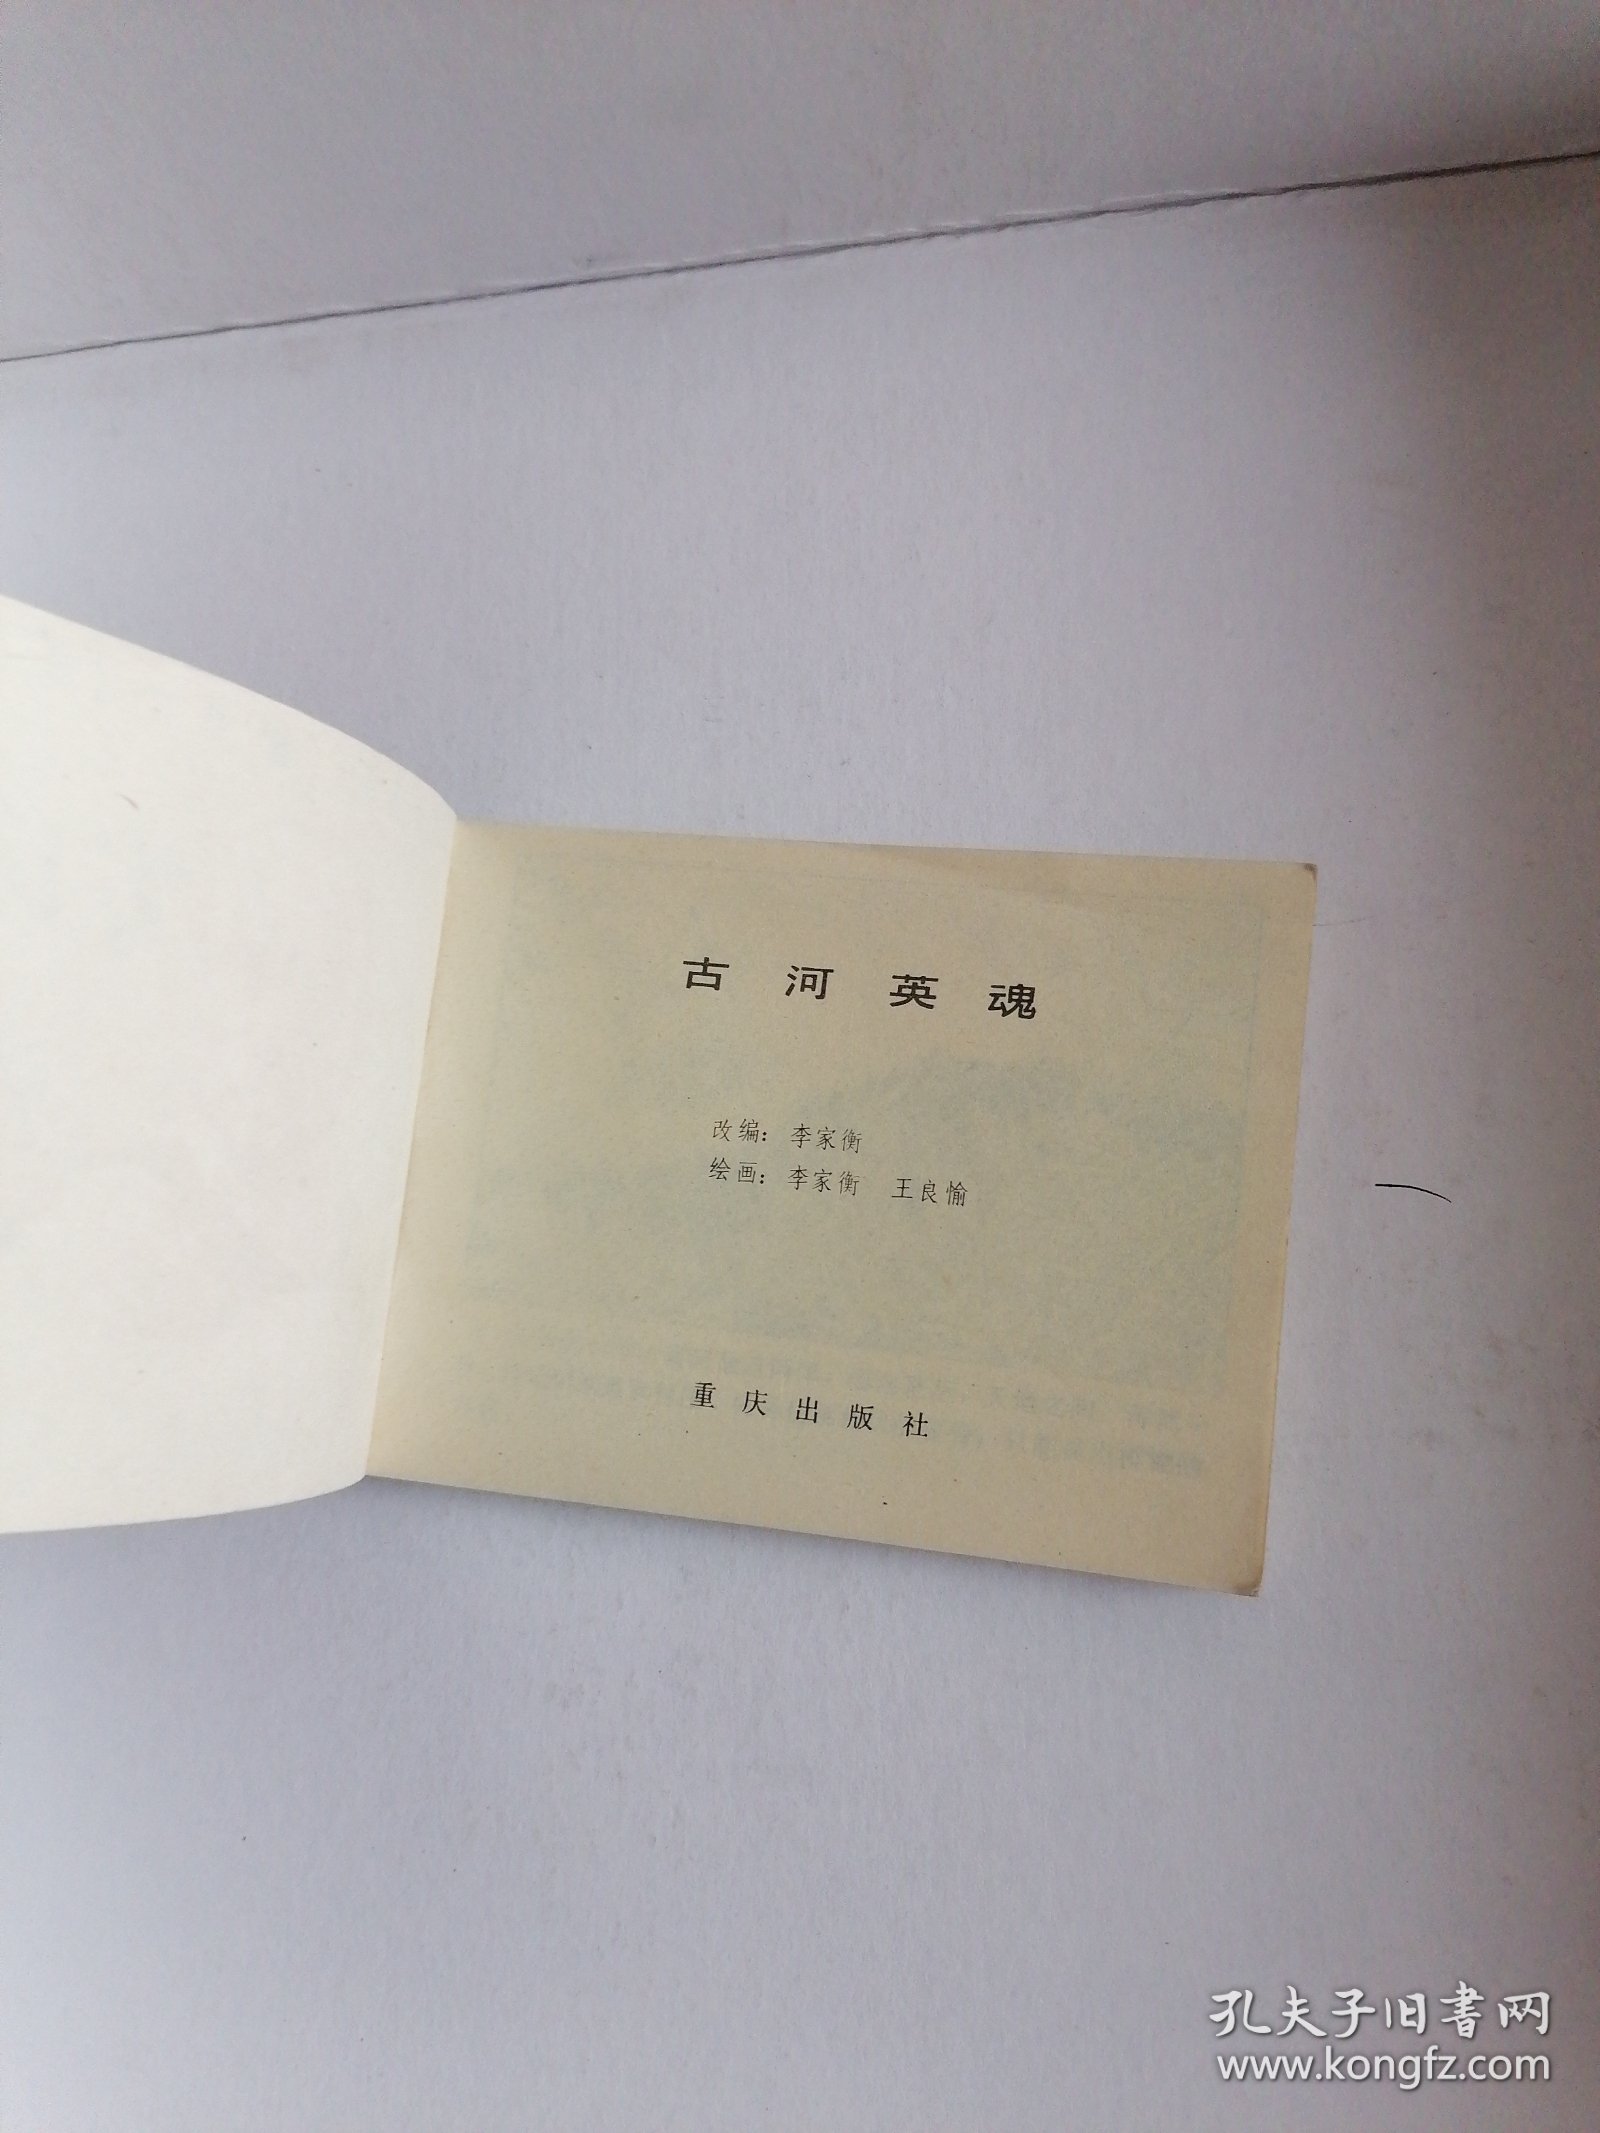 古河英魂
改编：李家衡
绘画：李家衡 王良愉
重庆出版社
孔夫子旧书网
www.kongfz.com